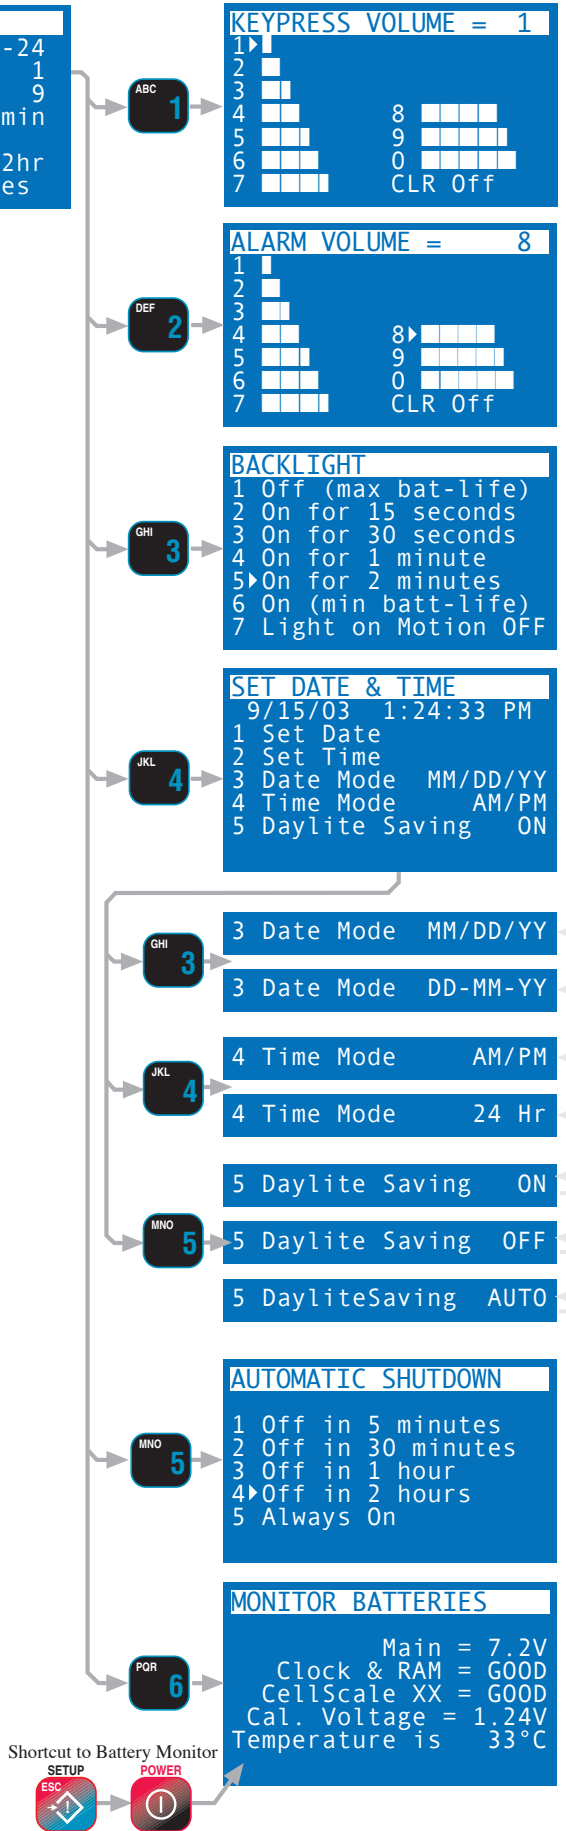 -24
1
9
min
2hr
es
ABC
1
KEYPRESS VOLUME = 1
1
2
3
4 8
5 9
6 0
7 CLR Off
DEF
2
ALARM VOLUME = 8
1
2
3
4 8
5 9
6 0
7 CLR Off
GHI
3
BACKLIGHT
1 Off (max bat-life)
2 On for 15 seconds
3 On for 30 seconds
4 On for 1 minute
5 On for 2 minutes
6 On (min batt-life)
7 Light on Motion OFF
JKL
4
SET DATE & TIME
9/15/03 1:24:33 PM
1 Set Date
2 Set Time
3 Date Mode MM/DD/YY
4 Time Mode AM/PM
5 Daylite Saving ON
GHI
3
3 Date Mode MM/DD/YY
3 Date Mode DD-MM-YY
JKL
4
4 Time Mode AM/PM
4 Time Mode 24 Hr
MNO
5
5 Daylite Saving ON
5 Daylite Saving OFF
5 DayliteSaving AUTO
MNO
5
AUTOMATIC SHUTDOWN
1 Off in 5 minutes
2 Off in 30 minutes
3 Off in 1 hour
4 Off in 2 hours
5 Always On
PQR
6
MONITOR BATTERIES
Main = 7.2V
Clock & RAM = GOOD
CellScale XX = GOOD
Cal. Voltage = 1.24V
Temperature is 33°C
Shortcut to Battery Monitor
SETUP POWER
ESC